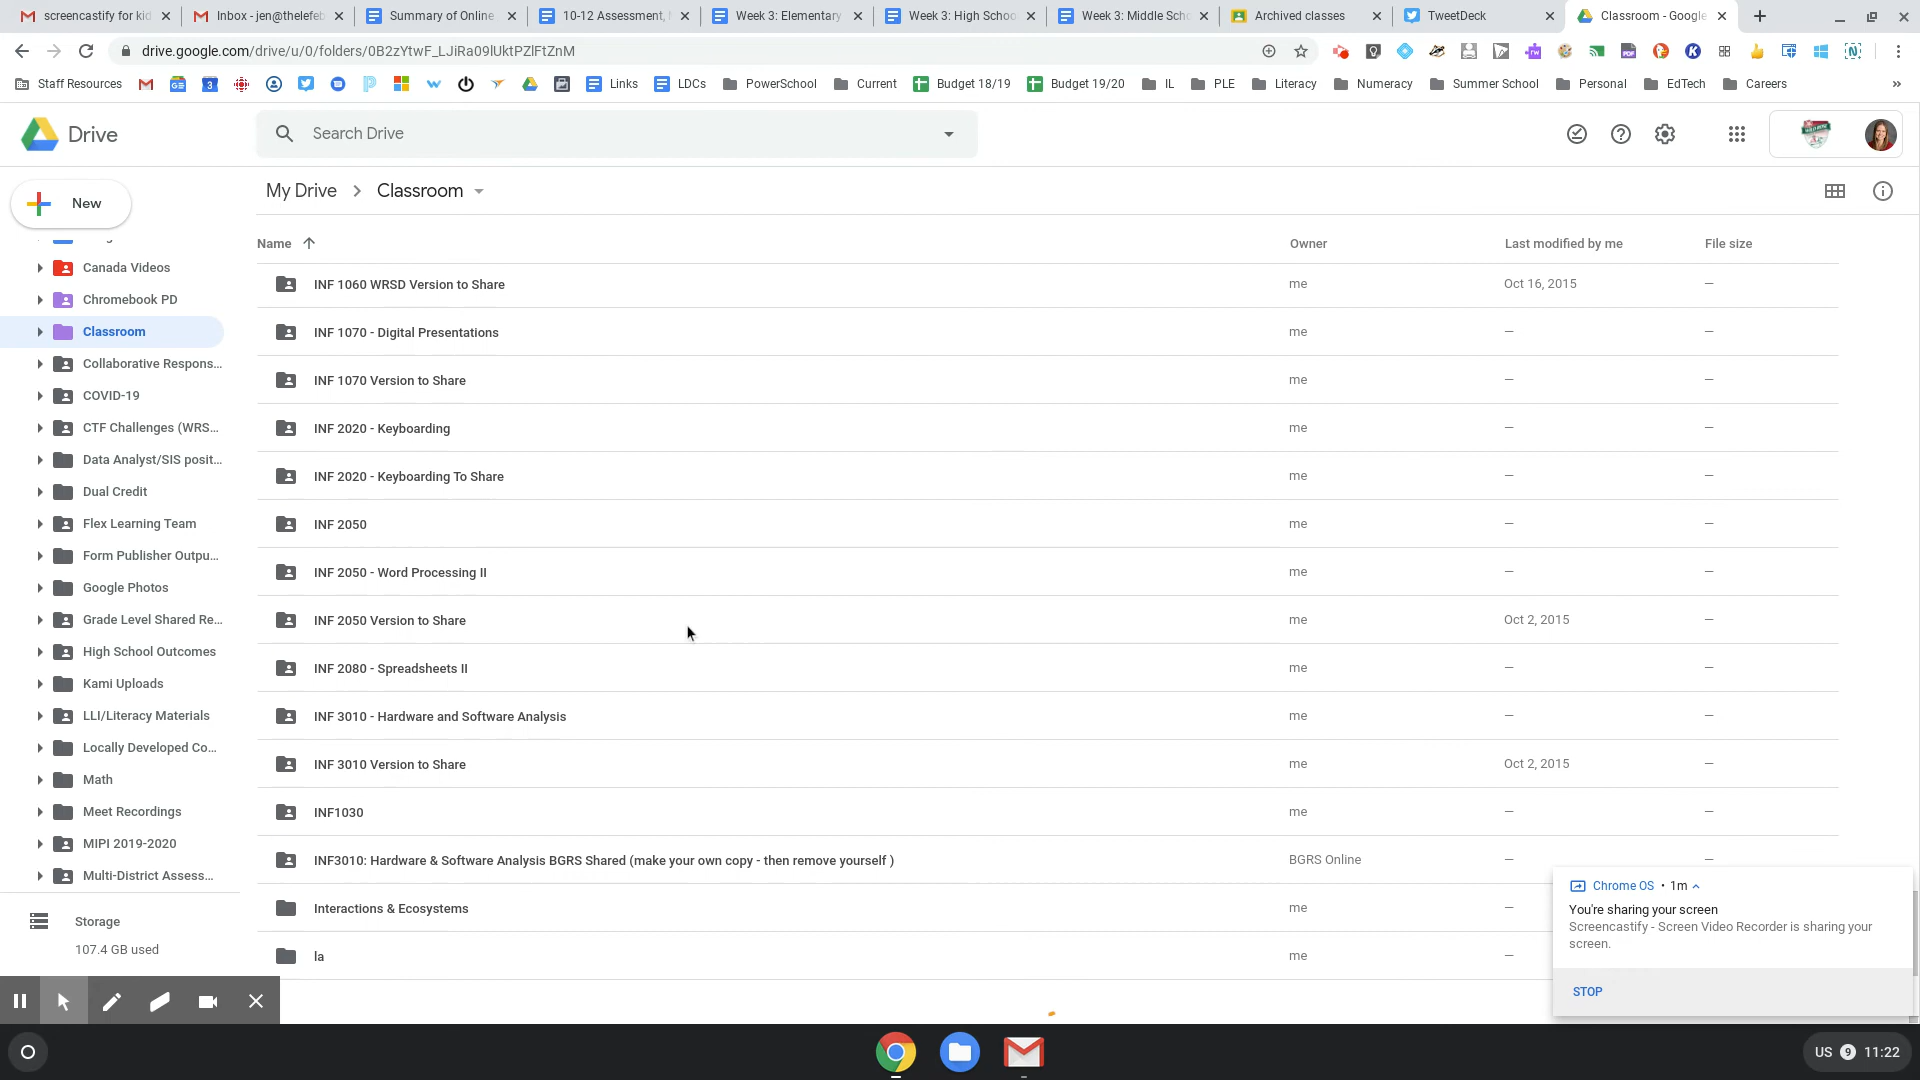 screencastify for kid
Inbox - jen@thelefeb
Summary of Online
10-12 Assessment,
Week 3: Elementary
Week 3: High Schoo
Week 3: Middle Sch
Archived classes
TweetDeck
Classroom - Google
drive.google.com/drive/u/0/folders/0B2zYtwF_LJiRa09lUktPZlFtZnM
Staff Resources
Links
LDCs
PowerSchool
Current
Budget 18/19
Budget 19/20
IL
PLE
Literacy
Numeracy
Summer School
Personal
EdTech
Careers
»
Drive
Search Drive
New
My Drive > Classroom
Name Owner Last modified by me File size
Canada Videos
Chromebook PD
Classroom
Collaborative Respons...
COVID-19
CTF Challenges (WRS...
Data Analyst/SIS posit...
Dual Credit
Flex Learning Team
Form Publisher Outpu...
Google Photos
Grade Level Shared Re...
High School Outcomes
Kami Uploads
LLI/Literacy Materials
Locally Developed Co...
Math
Meet Recordings
MIPI 2019-2020
Multi-District Assess...
Storage
107.4 GB used
INF 1060 WRSD Version to Share me Oct 16, 2015 —
INF 1070 - Digital Presentations me — —
INF 1070 Version to Share me — —
INF 2020 - Keyboarding me — —
INF 2020 - Keyboarding To Share me — —
INF 2050 me — —
INF 2050 - Word Processing II me — —
INF 2050 Version to Share me Oct 2, 2015 —
INF 2080 - Spreadsheets II me — —
INF 3010 - Hardware and Software Analysis me — —
INF 3010 Version to Share me Oct 2, 2015 —
INF1030 me — —
INF3010: Hardware & Software Analysis BGRS Shared (make your own copy - then remove yourself ) BGRS Online — —
Interactions & Ecosystems me —
la me —
Chrome OS • 1m
You're sharing your screen
Screencastify - Screen Video Recorder is sharing your
screen.
STOP
US 9 11:22